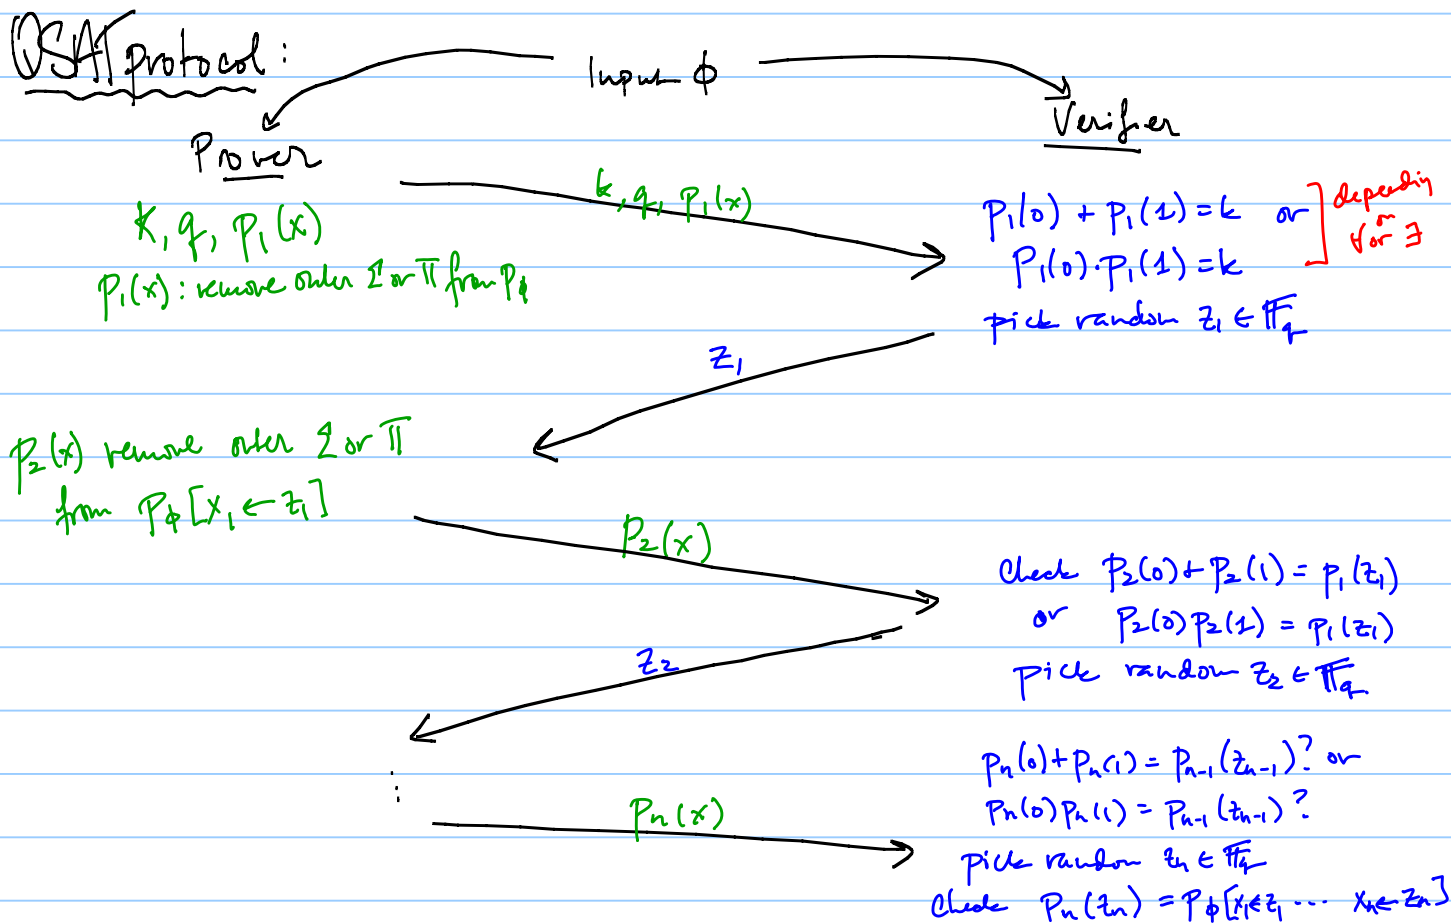 QSAT protocol:
Input ϕ
Prover
Verifier
k, q, p₁(x)
K, q, p₁(x)
p₁(x): remove outer Σ or Π from Pϕ
p₁(0) + p₁(1) = k or
p₁(0)·p₁(1) = k
depending
on
∀ or ∃
pick random z₁ ∈ 𝔽q
z₁
p₂(x) remove outer Σ or Π
from Pϕ[x₁ ← z₁]
P₂(x)
Check p₂(0) + p₂(1) = p₁(z₁)
or p₂(0)p₂(1) = p₁(z₁)
pick random z₂ ∈ 𝔽q
z₂
⋮
pₙ(x)
pₙ(0) + pₙ(1) = pₙ₋₁(zₙ₋₁)? or
pₙ(0)pₙ(1) = pₙ₋₁(zₙ₋₁)?
pick random zₙ ∈ 𝔽q
Check pₙ(zₙ) = Pϕ[x₁ ← z₁ ⋯ xₙ ← zₙ]